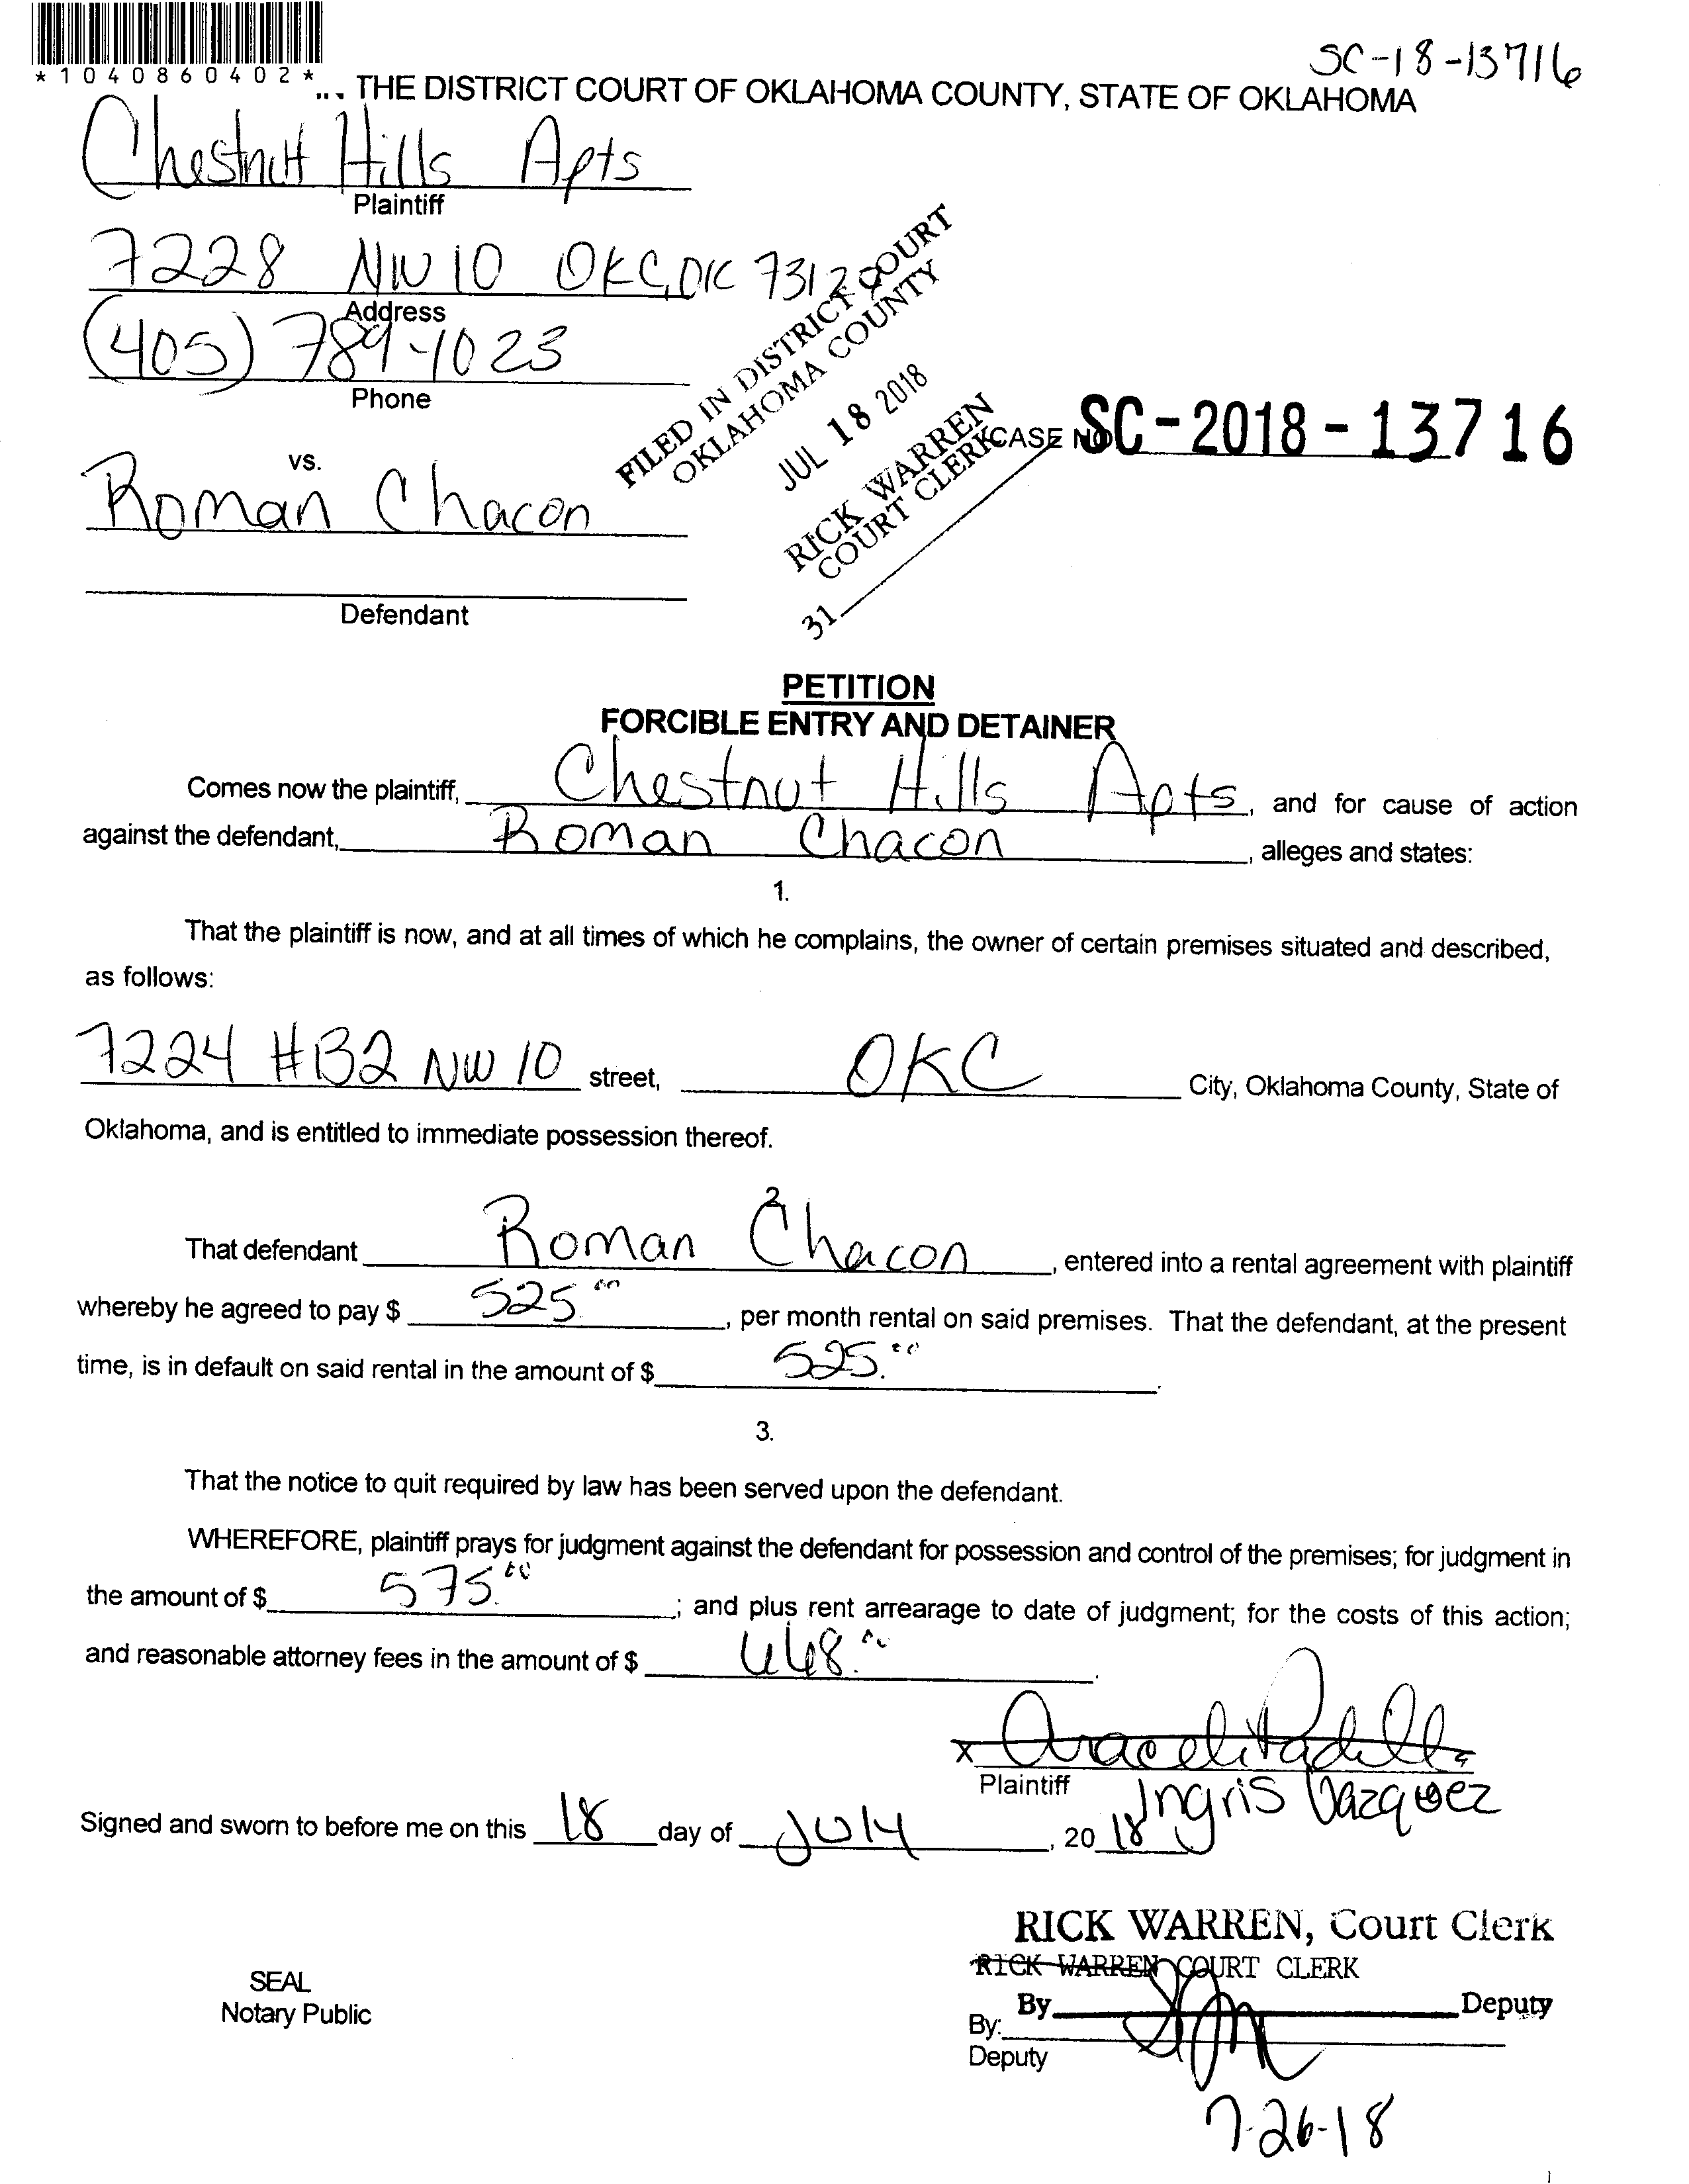 SC-18-13716
*1040860402*
THE DISTRICT COURT OF OKLAHOMA COUNTY, STATE OF OKLAHOMA
Chestnut Hills Apts
Plaintiff
7228 NW 10 OKC, OK 7312
Address
(405) 789-1023
Phone
FILED IN DISTRICT COURT
OKLAHOMA COUNTY
JUL 18 2018
RICK WARREN
COURT CLERK
31
CASE NO SC-2018-13716
vs.
Roman Chacon
Defendant
PETITION
FORCIBLE ENTRY AND DETAINER
Comes now the plaintiff, Chestnut Hills Apts, and for cause of action
against the defendant, Roman Chacon, alleges and states:
1.
That the plaintiff is now, and at all times of which he complains, the owner of certain premises situated and described,
as follows:
7224 #B2 NW 10 street, OKC City, Oklahoma County, State of
Oklahoma, and is entitled to immediate possession thereof.
2
That defendant Roman Chacon, entered into a rental agreement with plaintiff
whereby he agreed to pay $ 525.00, per month rental on said premises. That the defendant, at the present
time, is in default on said rental in the amount of $ 525.00.
3.
That the notice to quit required by law has been served upon the defendant.
WHEREFORE, plaintiff prays for judgment against the defendant for possession and control of the premises; for judgment in
the amount of $ 575.00; and plus rent arrearage to date of judgment; for the costs of this action;
and reasonable attorney fees in the amount of $ .
x Araceli Padilla
Plaintiff Ingris Vazquez
Signed and sworn to before me on this 18 day of July, 20 18
RICK WARREN, Court Clerk
RICK WARREN COURT CLERK
SEAL
Notary Public
By Deputy
By:
Deputy
7-26-18